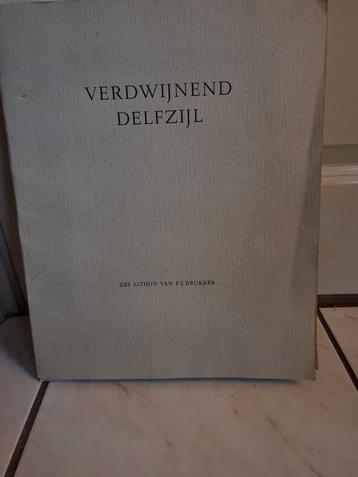 VERDWIJNEND
DELFZIJL
ZES LITHO'S VAN F.J. DRUKKER